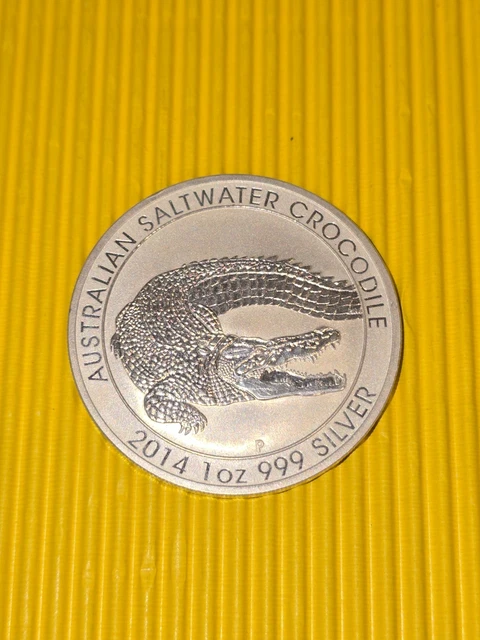 AUSTRALIAN SALTWATER CROCODILE
P
2014 1oz 999 SILVER